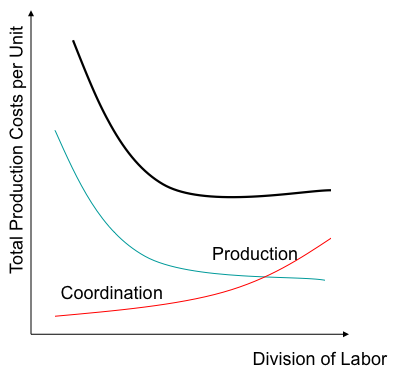 Total Production Costs per Unit
Production
Coordination
Division of Labor